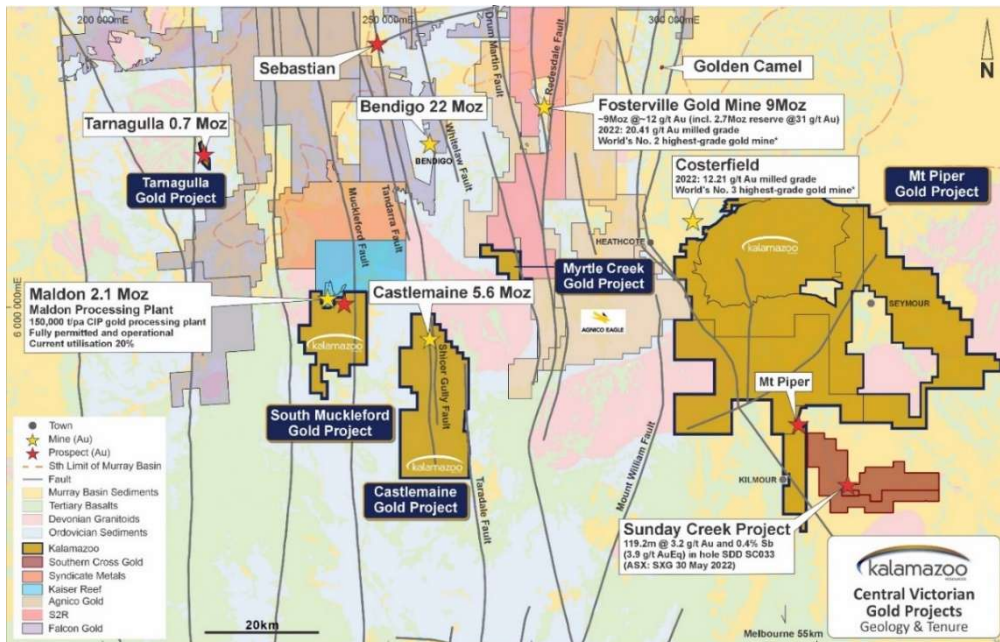 200 000mE
250 000mE
300 000mE
6 000 000mE
N
Sebastian
Drum Martin Fault
Redesdale Fault
Golden Camel
Bendigo 22 Moz
BENDIGO
Whitelaw Fault
Fosterville Gold Mine 9Moz
~9Moz @~12 g/t Au (incl. 2.7Moz reserve @31 g/t Au)
2022: 20.41 g/t Au milled grade
World's No. 2 highest-grade gold mine*
Tarnagulla 0.7 Moz
Tarnagulla
Gold Project
Costerfield
2022: 12.21 g/t Au milled grade
World's No. 3 highest-grade gold mine*
Mt Piper
Gold Project
Muckleford Fault
Tandarra Fault
HEATHCOTE
kalamazoo
Myrtle Creek
Gold Project
AGNICO EAGLE
SEYMOUR
Maldon 2.1 Moz
Maldon Processing Plant
150,000 t/pa CIP gold processing plant
Fully permitted and operational
Current utilisation 20%
Castlemaine 5.6 Moz
kalamazoo
Shicer Gully Fault
South Muckleford
Gold Project
Mt Piper
kalamazoo
Castlemaine
Gold Project
Taradale Fault
Mount William Fault
KILMOUR
Sunday Creek Project
119.2m @ 3.2 g/t Au and 0.4% Sb
(3.9 g/t AuEq) in hole SDD SC033
(ASX: SXG 30 May 2022)
Town
Mine (Au)
Prospect (Au)
Sth Limit of Murray Basin
Fault
Murray Basin Sediments
Tertiary Basalts
Devonian Granitoids
Ordovician Sediments
Kalamazoo
Southern Cross Gold
Syndicate Metals
Kaiser Reef
Agnico Gold
S2R
Falcon Gold
20km
Melbourne 55km
kalamazoo
Central Victorian
Gold Projects
Geology & Tenure